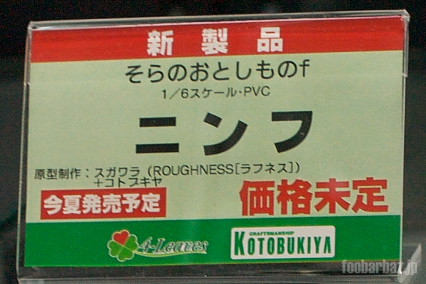 新製品
そらのおとしものf
1/6スケール・PVC
ニンフ
原型制作：スガワラ（ROUGHNESS［ラフネス］）
＋コトブキヤ
今夏発売予定
価格未定
4-Leaves
CRAFTSMANSHIP
KOTOBUKIYA
foobarbaz.jp